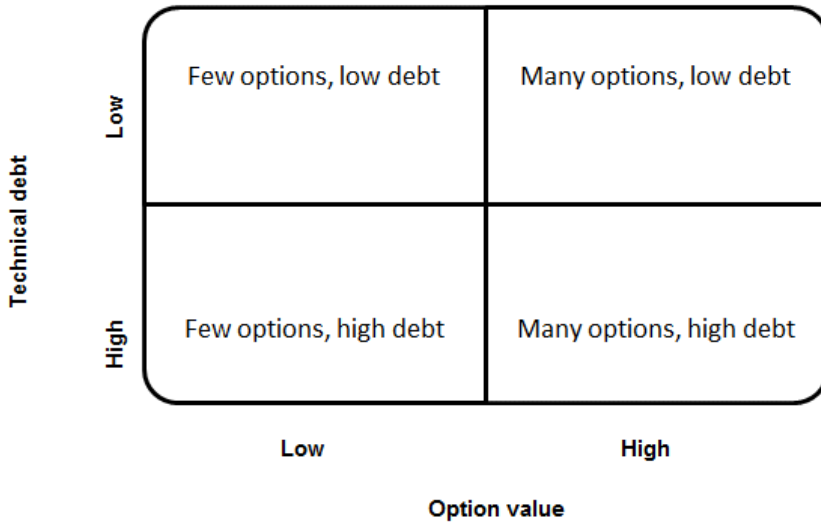 Few options, low debt
Many options, low debt
Low
Technical debt
High
Few options, high debt
Many options, high debt
Low
High
Option value